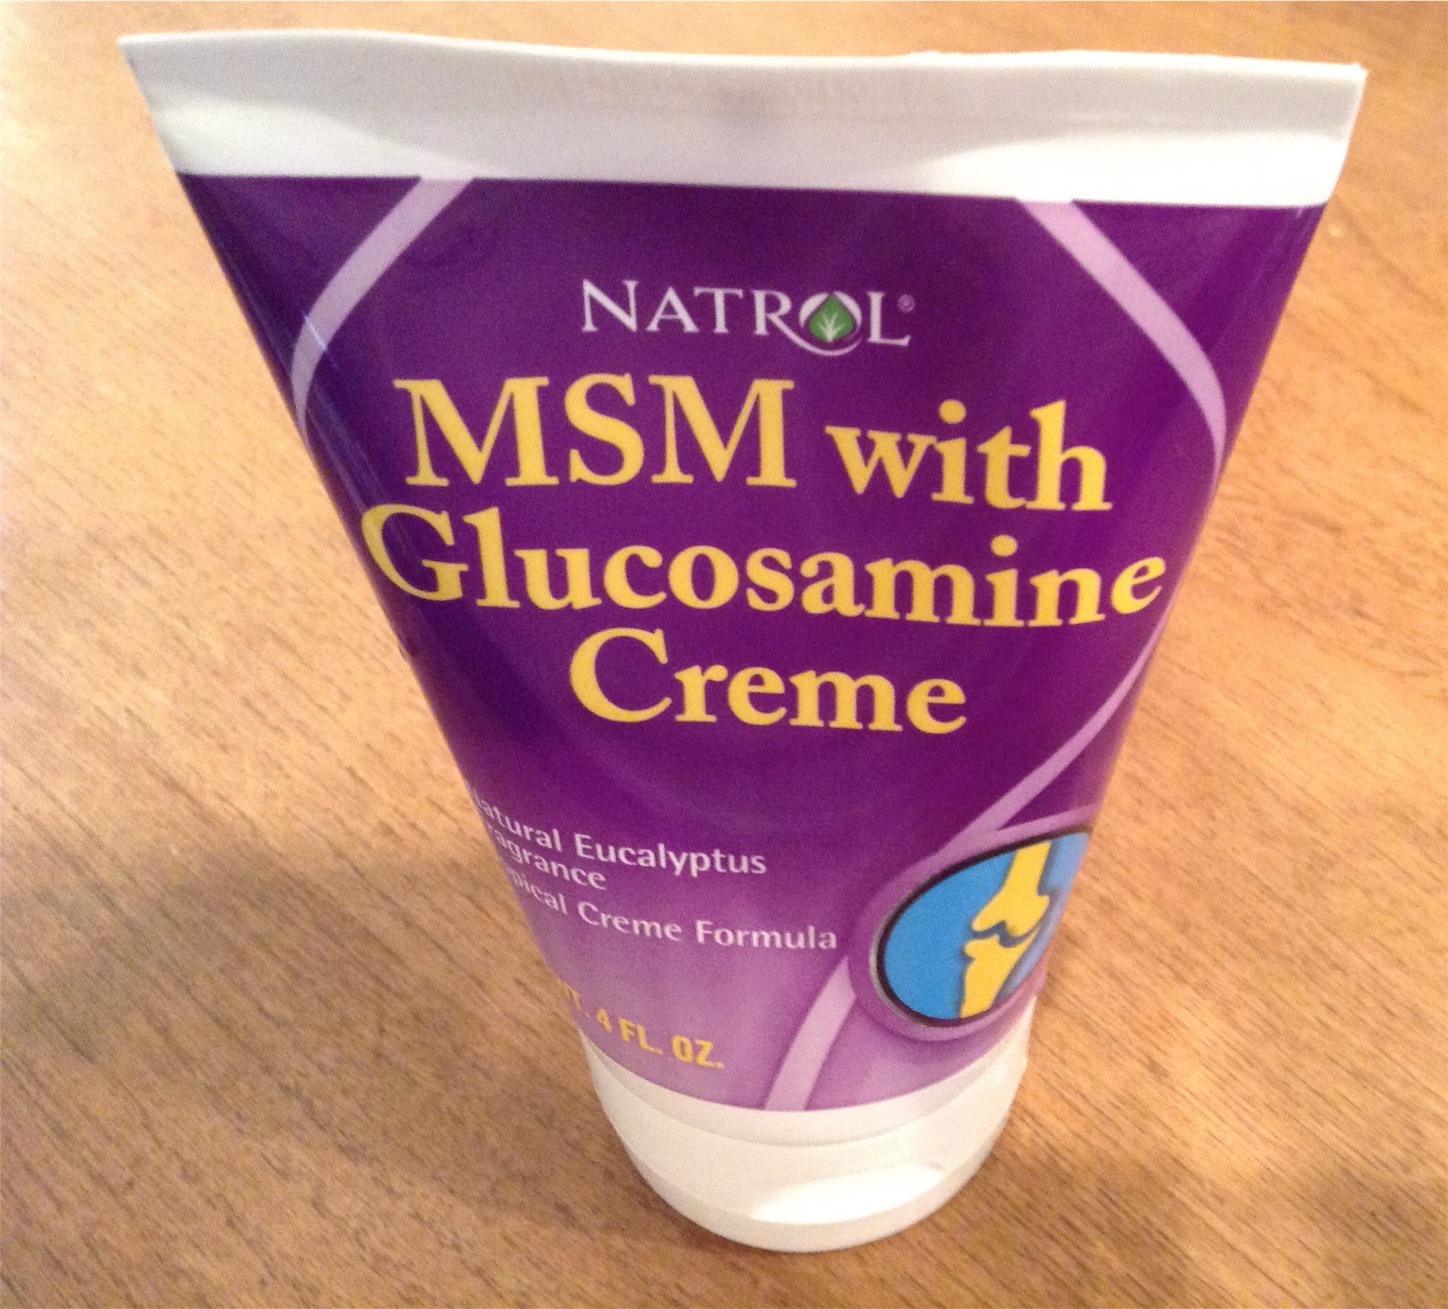 NATROL®
MSM with
Glucosamine
Creme
Eucalyptus
Creme Formula
4 FL. OZ.